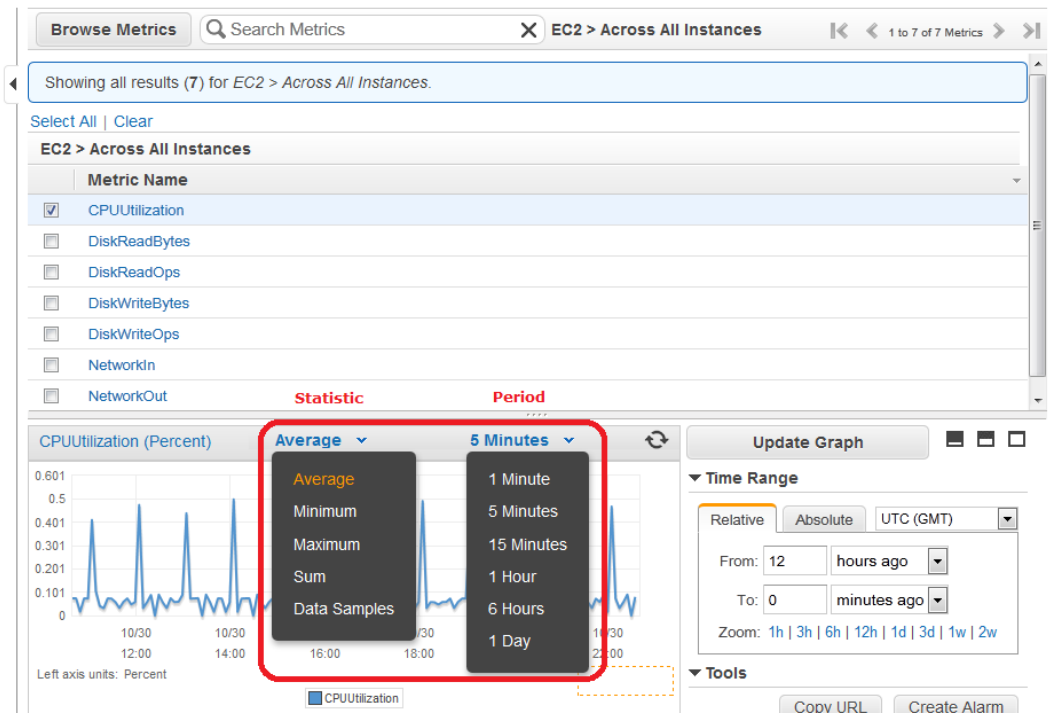 Browse Metrics Search Metrics X EC2 > Across All Instances 1 to 7 of 7 Metrics
Showing all results (7) for EC2 > Across All Instances.
Select All | Clear
EC2 > Across All Instances
Metric Name
CPUUtilization
DiskReadBytes
DiskReadOps
DiskWriteBytes
DiskWriteOps
NetworkIn
NetworkOut Statistic Period
CPUUtilization (Percent) Average 5 Minutes
Average
Minimum
Maximum
Sum
Data Samples
1 Minute
5 Minutes
15 Minutes
1 Hour
6 Hours
1 Day
0.601
0.5
0.401
0.301
0.201
0.101
0
10/30 10/30 /30 10/30
12:00 14:00 16:00 18:00 22:00
Left axis units: Percent
CPUUtilization
Update Graph
Time Range
Relative Absolute UTC (GMT)
From: 12 hours ago
To: 0 minutes ago
Zoom: 1h | 3h | 6h | 12h | 1d | 3d | 1w | 2w
Tools
Copy URL Create Alarm